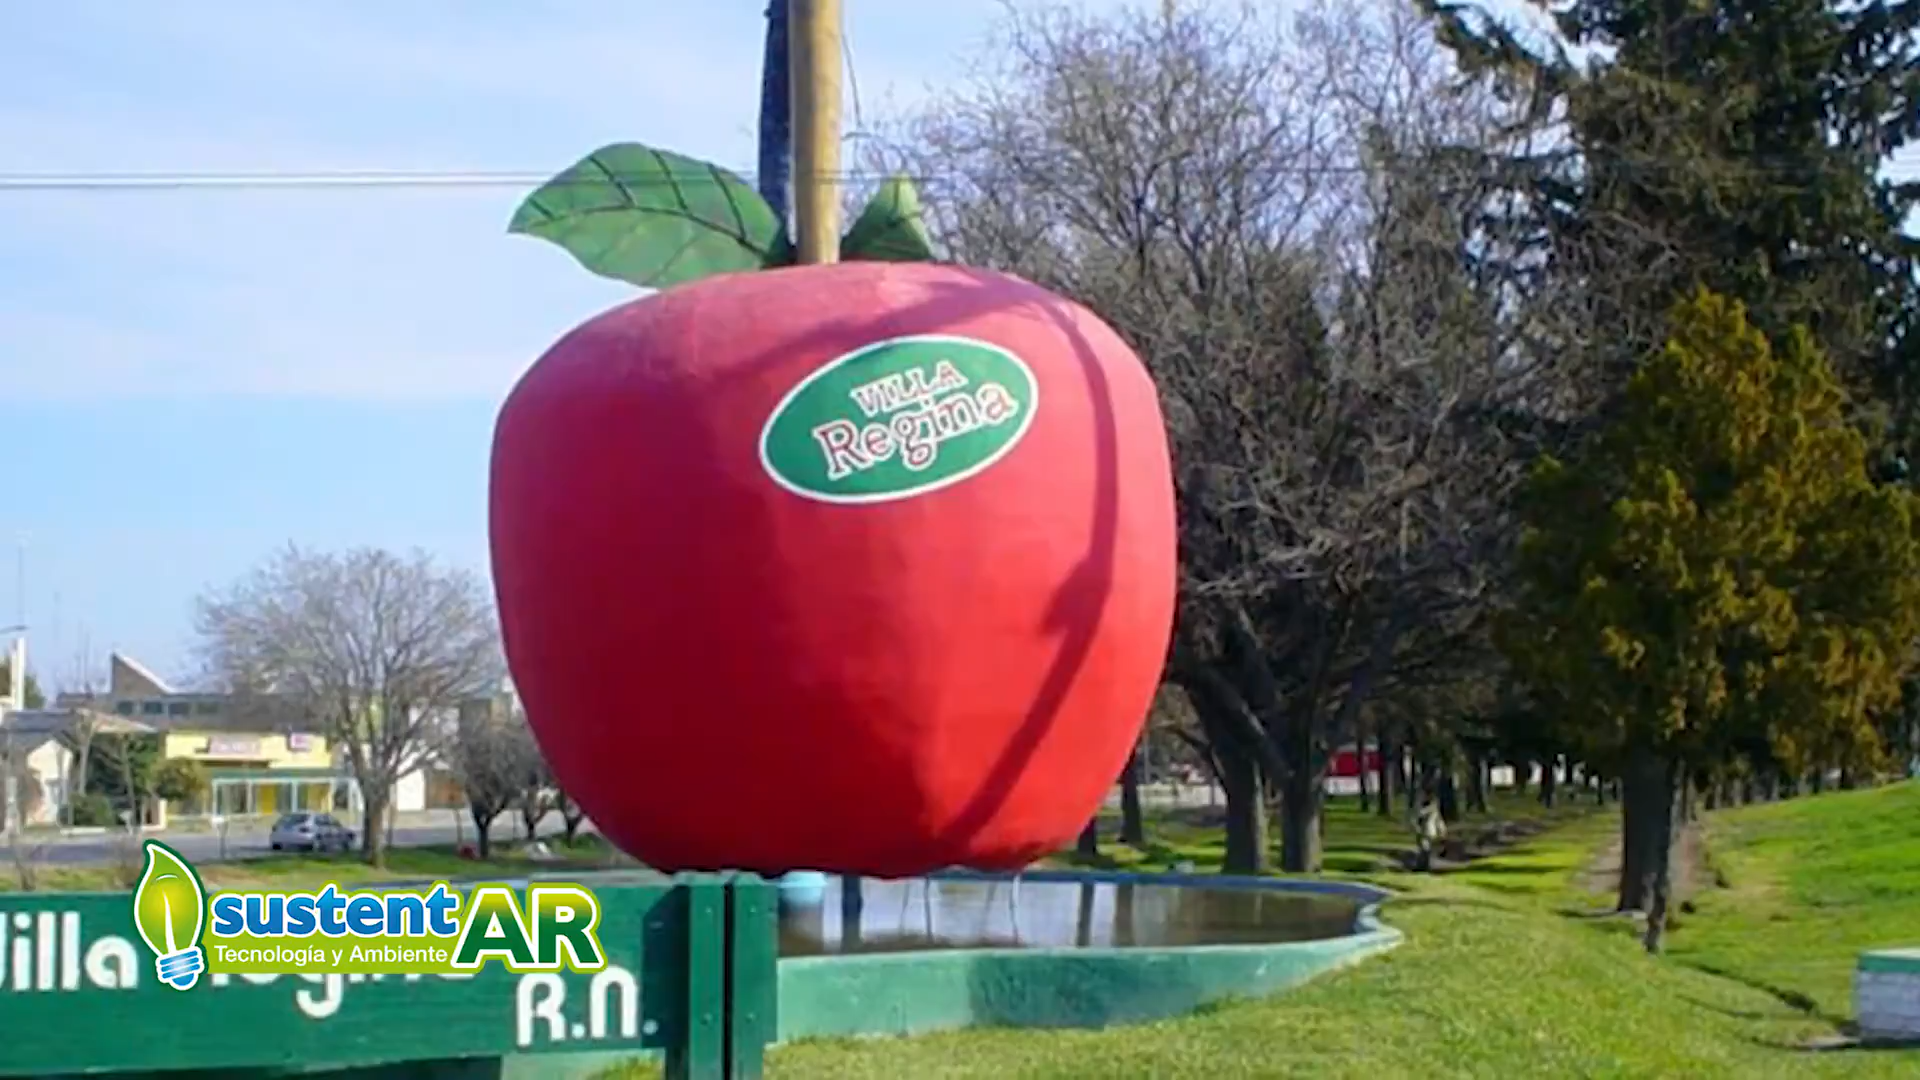 VILLA
Regina
sustentAR
Tecnología y Ambiente
Villa
R.N.